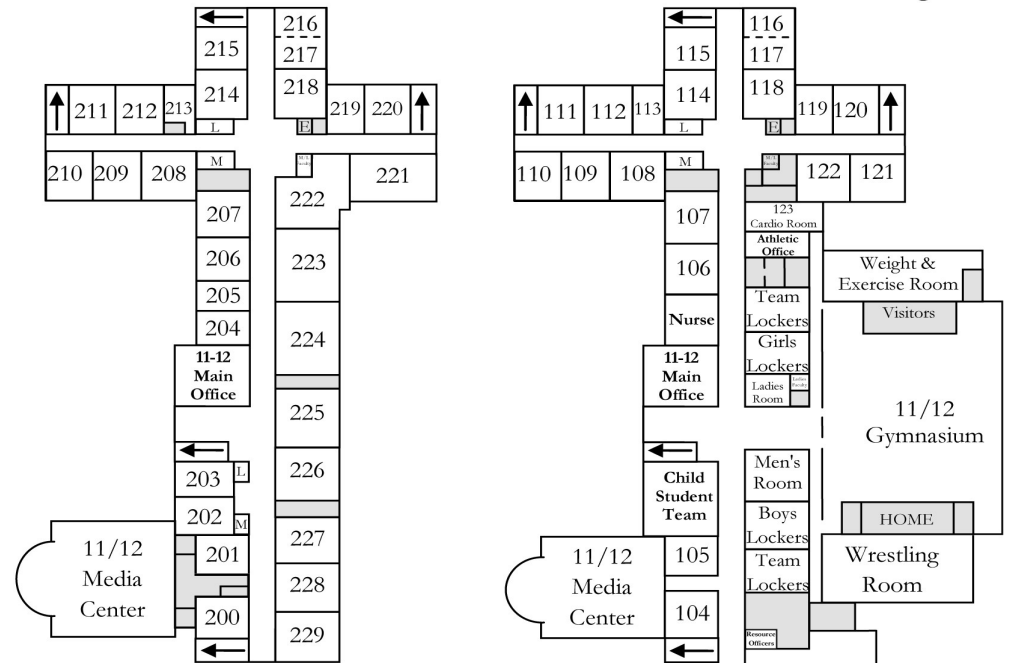 216
215
217
218
214
211
212
213
219
220
L
E
M
210
209
208
221
222
207
223
206
205
204
224
11-12
Main
Office
225
203
L
226
202
M
227
201
11/12
Media
Center
228
200
229
116
115
117
118
114
111
112
113
119
120
L
E
M
110
109
108
122
121
107
123
Cardio Room
Athletic
Office
106
Weight &
Exercise Room
Team
Lockers
Visitors
Nurse
Girls
Lockers
11-12
Main
Office
Ladies
Room
Ladies
Faculty
11/12
Gymnasium
Child
Student
Team
Men's
Room
Boys
Lockers
HOME
105
Team
Lockers
Wrestling
Room
11/12
Media
Center
104
Resource
Officers